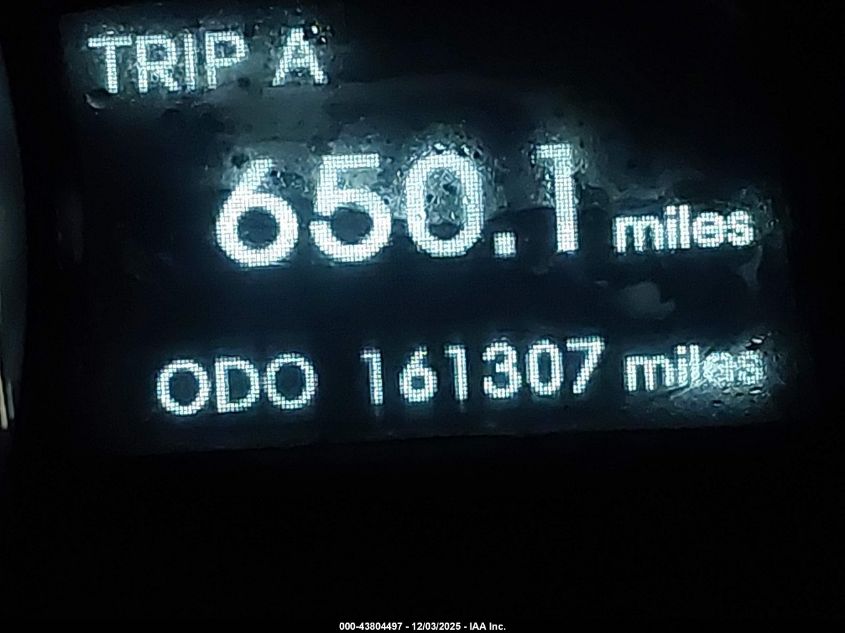 TRIP A
650.1 miles
ODO 161307 miles
000-43804497 - 12/03/2025 - IAA Inc.